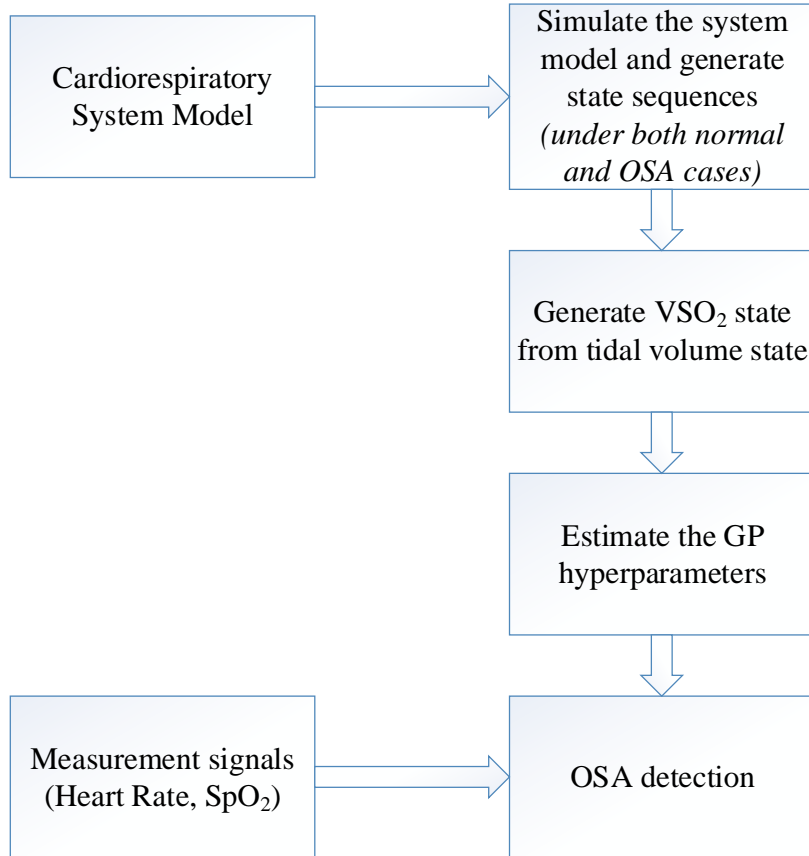 Cardiorespiratory
System Model
Simulate the system
model and generate
state sequences
(under both normal
and OSA cases)
Generate VSO₂ state
from tidal volume state
Estimate the GP
hyperparameters
Measurement signals
(Heart Rate, SpO₂)
OSA detection